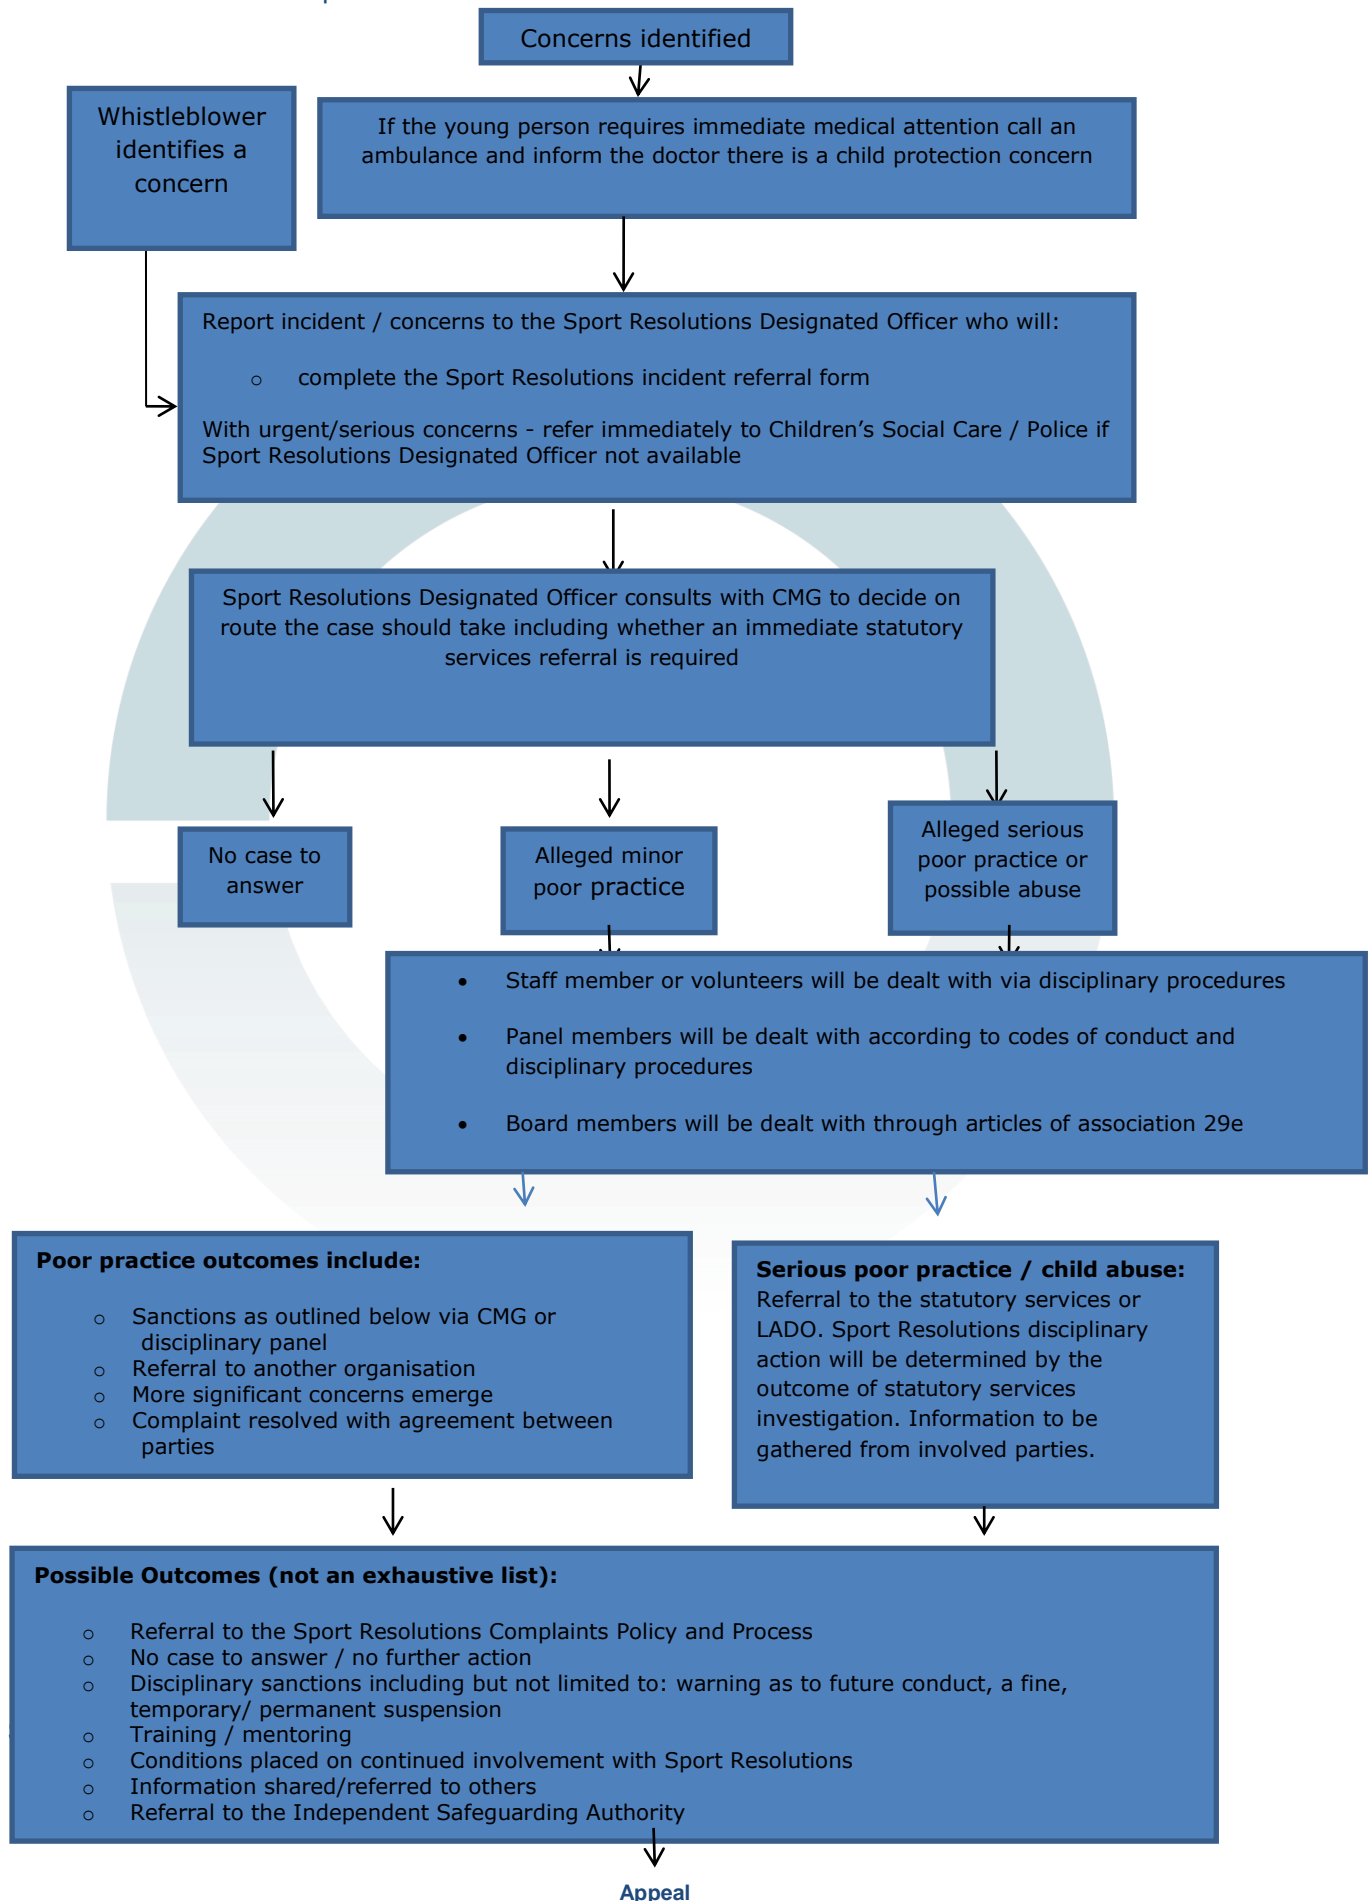 Concerns identified
Whistleblower
identifies a
concern
If the young person requires immediate medical attention call an
ambulance and inform the doctor there is a child protection concern
Report incident / concerns to the Sport Resolutions Designated Officer who will:
o complete the Sport Resolutions incident referral form
With urgent/serious concerns - refer immediately to Children’s Social Care / Police if
Sport Resolutions Designated Officer not available
Sport Resolutions Designated Officer consults with CMG to decide on
route the case should take including whether an immediate statutory
services referral is required
No case to
answer
Alleged minor
poor practice
Alleged serious
poor practice or
possible abuse
• Staff member or volunteers will be dealt with via disciplinary procedures
• Panel members will be dealt with according to codes of conduct and
disciplinary procedures
• Board members will be dealt with through articles of association 29e
Poor practice outcomes include:
o Sanctions as outlined below via CMG or
disciplinary panel
o Referral to another organisation
o More significant concerns emerge
o Complaint resolved with agreement between
parties
Serious poor practice / child abuse:
Referral to the statutory services or
LADO. Sport Resolutions disciplinary
action will be determined by the
outcome of statutory services
investigation. Information to be
gathered from involved parties.
Possible Outcomes (not an exhaustive list):
o Referral to the Sport Resolutions Complaints Policy and Process
o No case to answer / no further action
o Disciplinary sanctions including but not limited to: warning as to future conduct, a fine,
temporary/ permanent suspension
o Training / mentoring
o Conditions placed on continued involvement with Sport Resolutions
o Information shared/referred to others
o Referral to the Independent Safeguarding Authority
Appeal